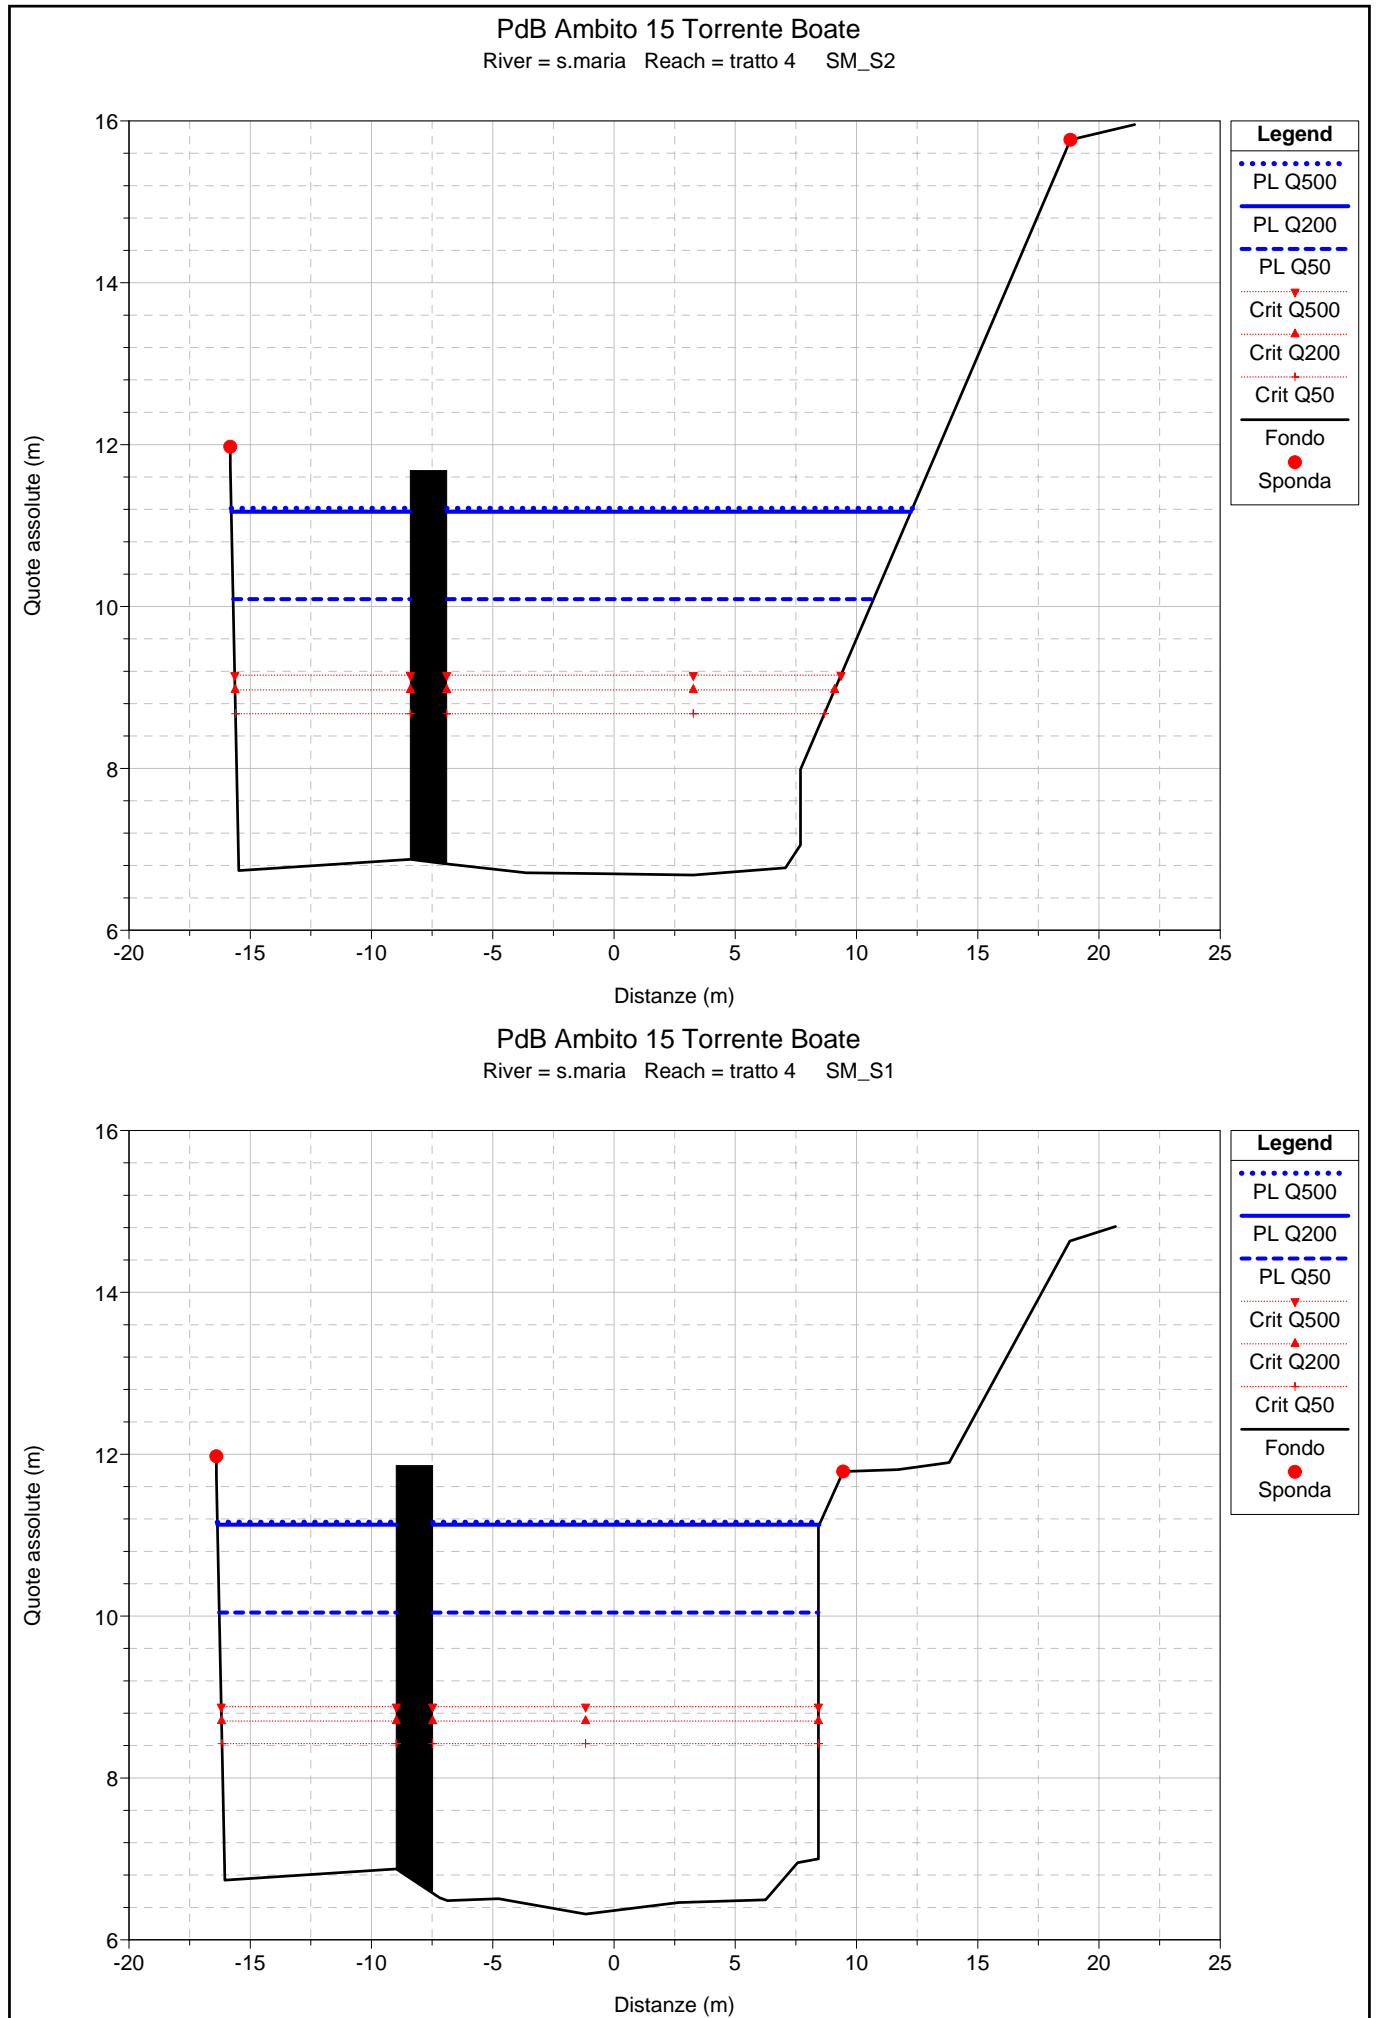 PdB Ambito 15 Torrente Boate
River = s.maria Reach = tratto 4 SM_S2
16
14
12
10
8
6
Quote assolute (m)
-20 -15 -10 -5 0 5 10 15 20 25
Distanze (m)
Legend
PL Q500
PL Q200
PL Q50
Crit Q500
Crit Q200
Crit Q50
Fondo
Sponda
PdB Ambito 15 Torrente Boate
River = s.maria Reach = tratto 4 SM_S1
16
14
12
10
8
6
Quote assolute (m)
-20 -15 -10 -5 0 5 10 15 20 25
Distanze (m)
Legend
PL Q500
PL Q200
PL Q50
Crit Q500
Crit Q200
Crit Q50
Fondo
Sponda